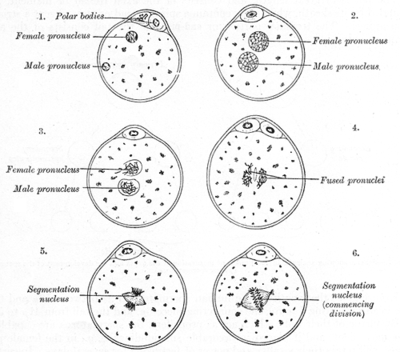 1. Polar bodies
Female pronucleus
Male pronucleus
2.
Female pronucleus
Male pronucleus.
3.
Female pronucleus
Male pronucleus
4.
Fused pronuclei
5.
Segmentation
nucleus
6.
Segmentation
nucleus
(commencing
division)